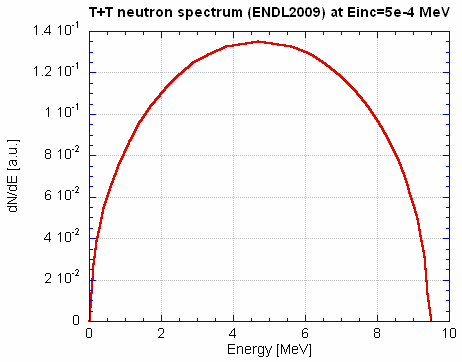 T+T neutron spectrum (ENDL2009) at Einc=5e-4 MeV
1.4 10⁻¹
1.2 10⁻¹
1 10⁻¹
8 10⁻²
6 10⁻²
4 10⁻²
2 10⁻²
0
dN/dE [a.u.]
0 2 4 6 8 10
Energy [MeV]